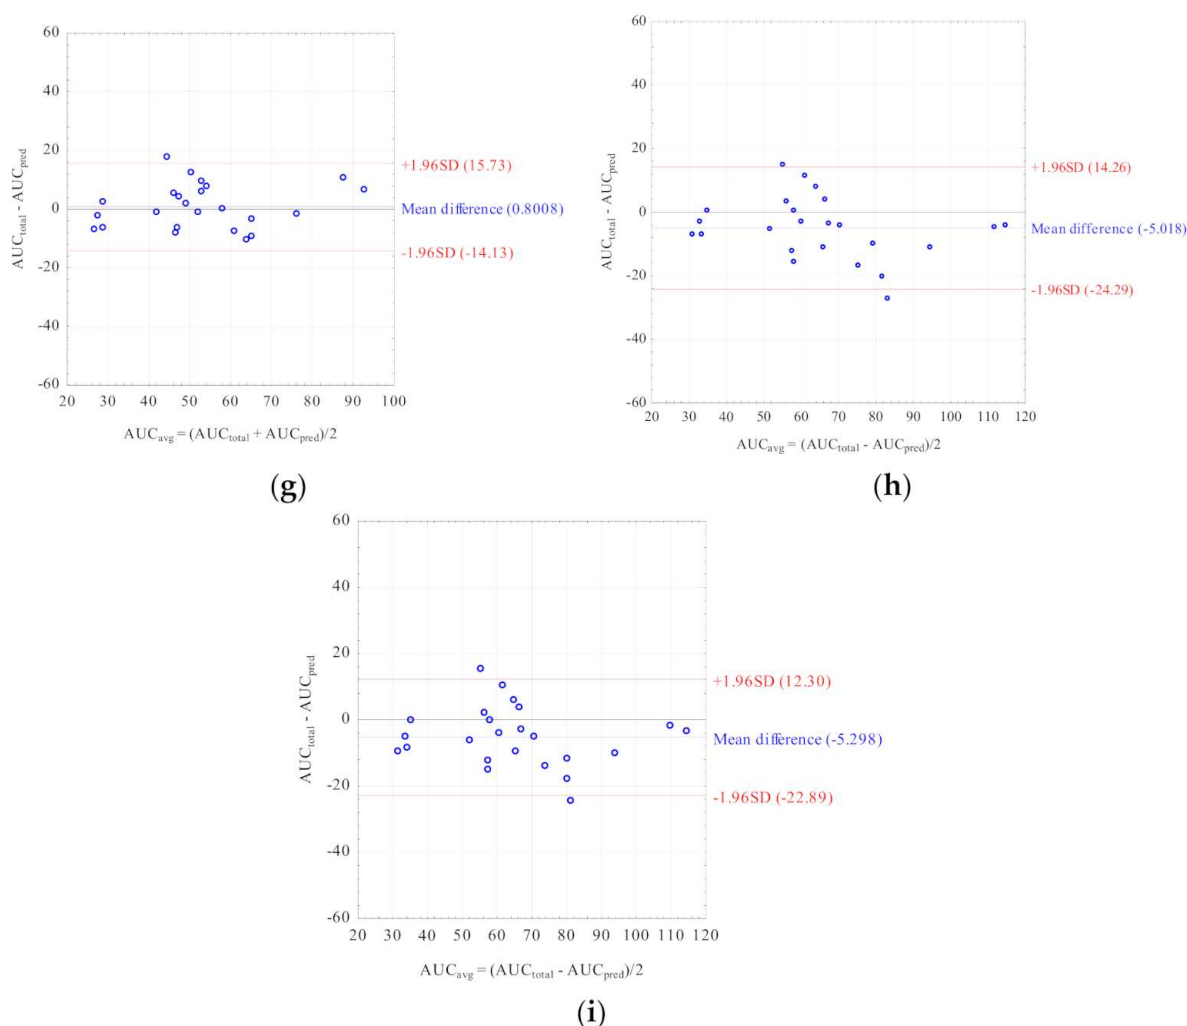 60
40
20
0
-20
-40
-60
AUCtotal - AUCpred
+1.96SD (15.73)
Mean difference (0.8008)
-1.96SD (-14.13)
20 30 40 50 60 70 80 90 100
AUCavg = (AUCtotal + AUCpred)/2
(g)
60
40
20
0
-20
-40
-60
AUCtotal - AUCpred
+1.96SD (14.26)
Mean difference (-5.018)
-1.96SD (-24.29)
20 30 40 50 60 70 80 90 100 110 120
AUCavg = (AUCtotal - AUCpred)/2
(h)
60
40
20
0
-20
-40
-60
AUCtotal - AUCpred
+1.96SD (12.30)
Mean difference (-5.298)
-1.96SD (-22.89)
20 30 40 50 60 70 80 90 100 110 120
AUCavg = (AUCtotal - AUCpred)/2
(i)